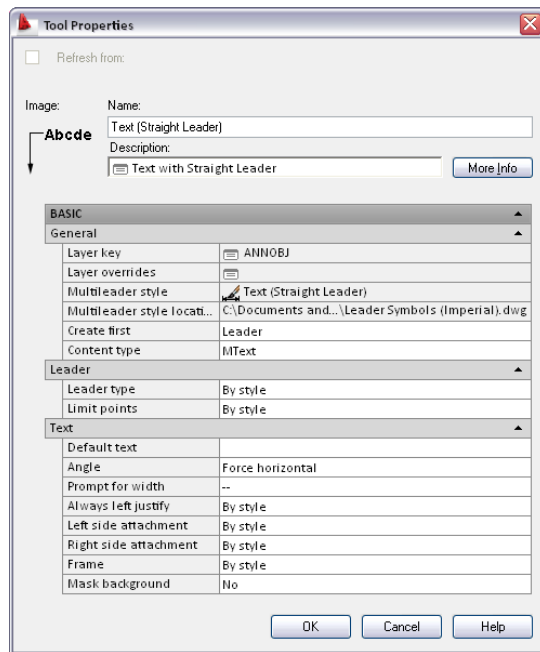 Tool Properties
Refresh from:
Image:
Name:
Abcde
Text (Straight Leader)
Description:
Text with Straight Leader
More Info
BASIC
General
Layer key ANNOBJ
Layer overrides
Multileader style Text (Straight Leader)
Multileader style locati... C:\Documents and...\Leader Symbols (Imperial).dwg
Create first Leader
Content type MText
Leader
Leader type By style
Limit points By style
Text
Default text
Angle Force horizontal
Prompt for width --
Always left justify By style
Left side attachment By style
Right side attachment By style
Frame By style
Mask background No
OK Cancel Help